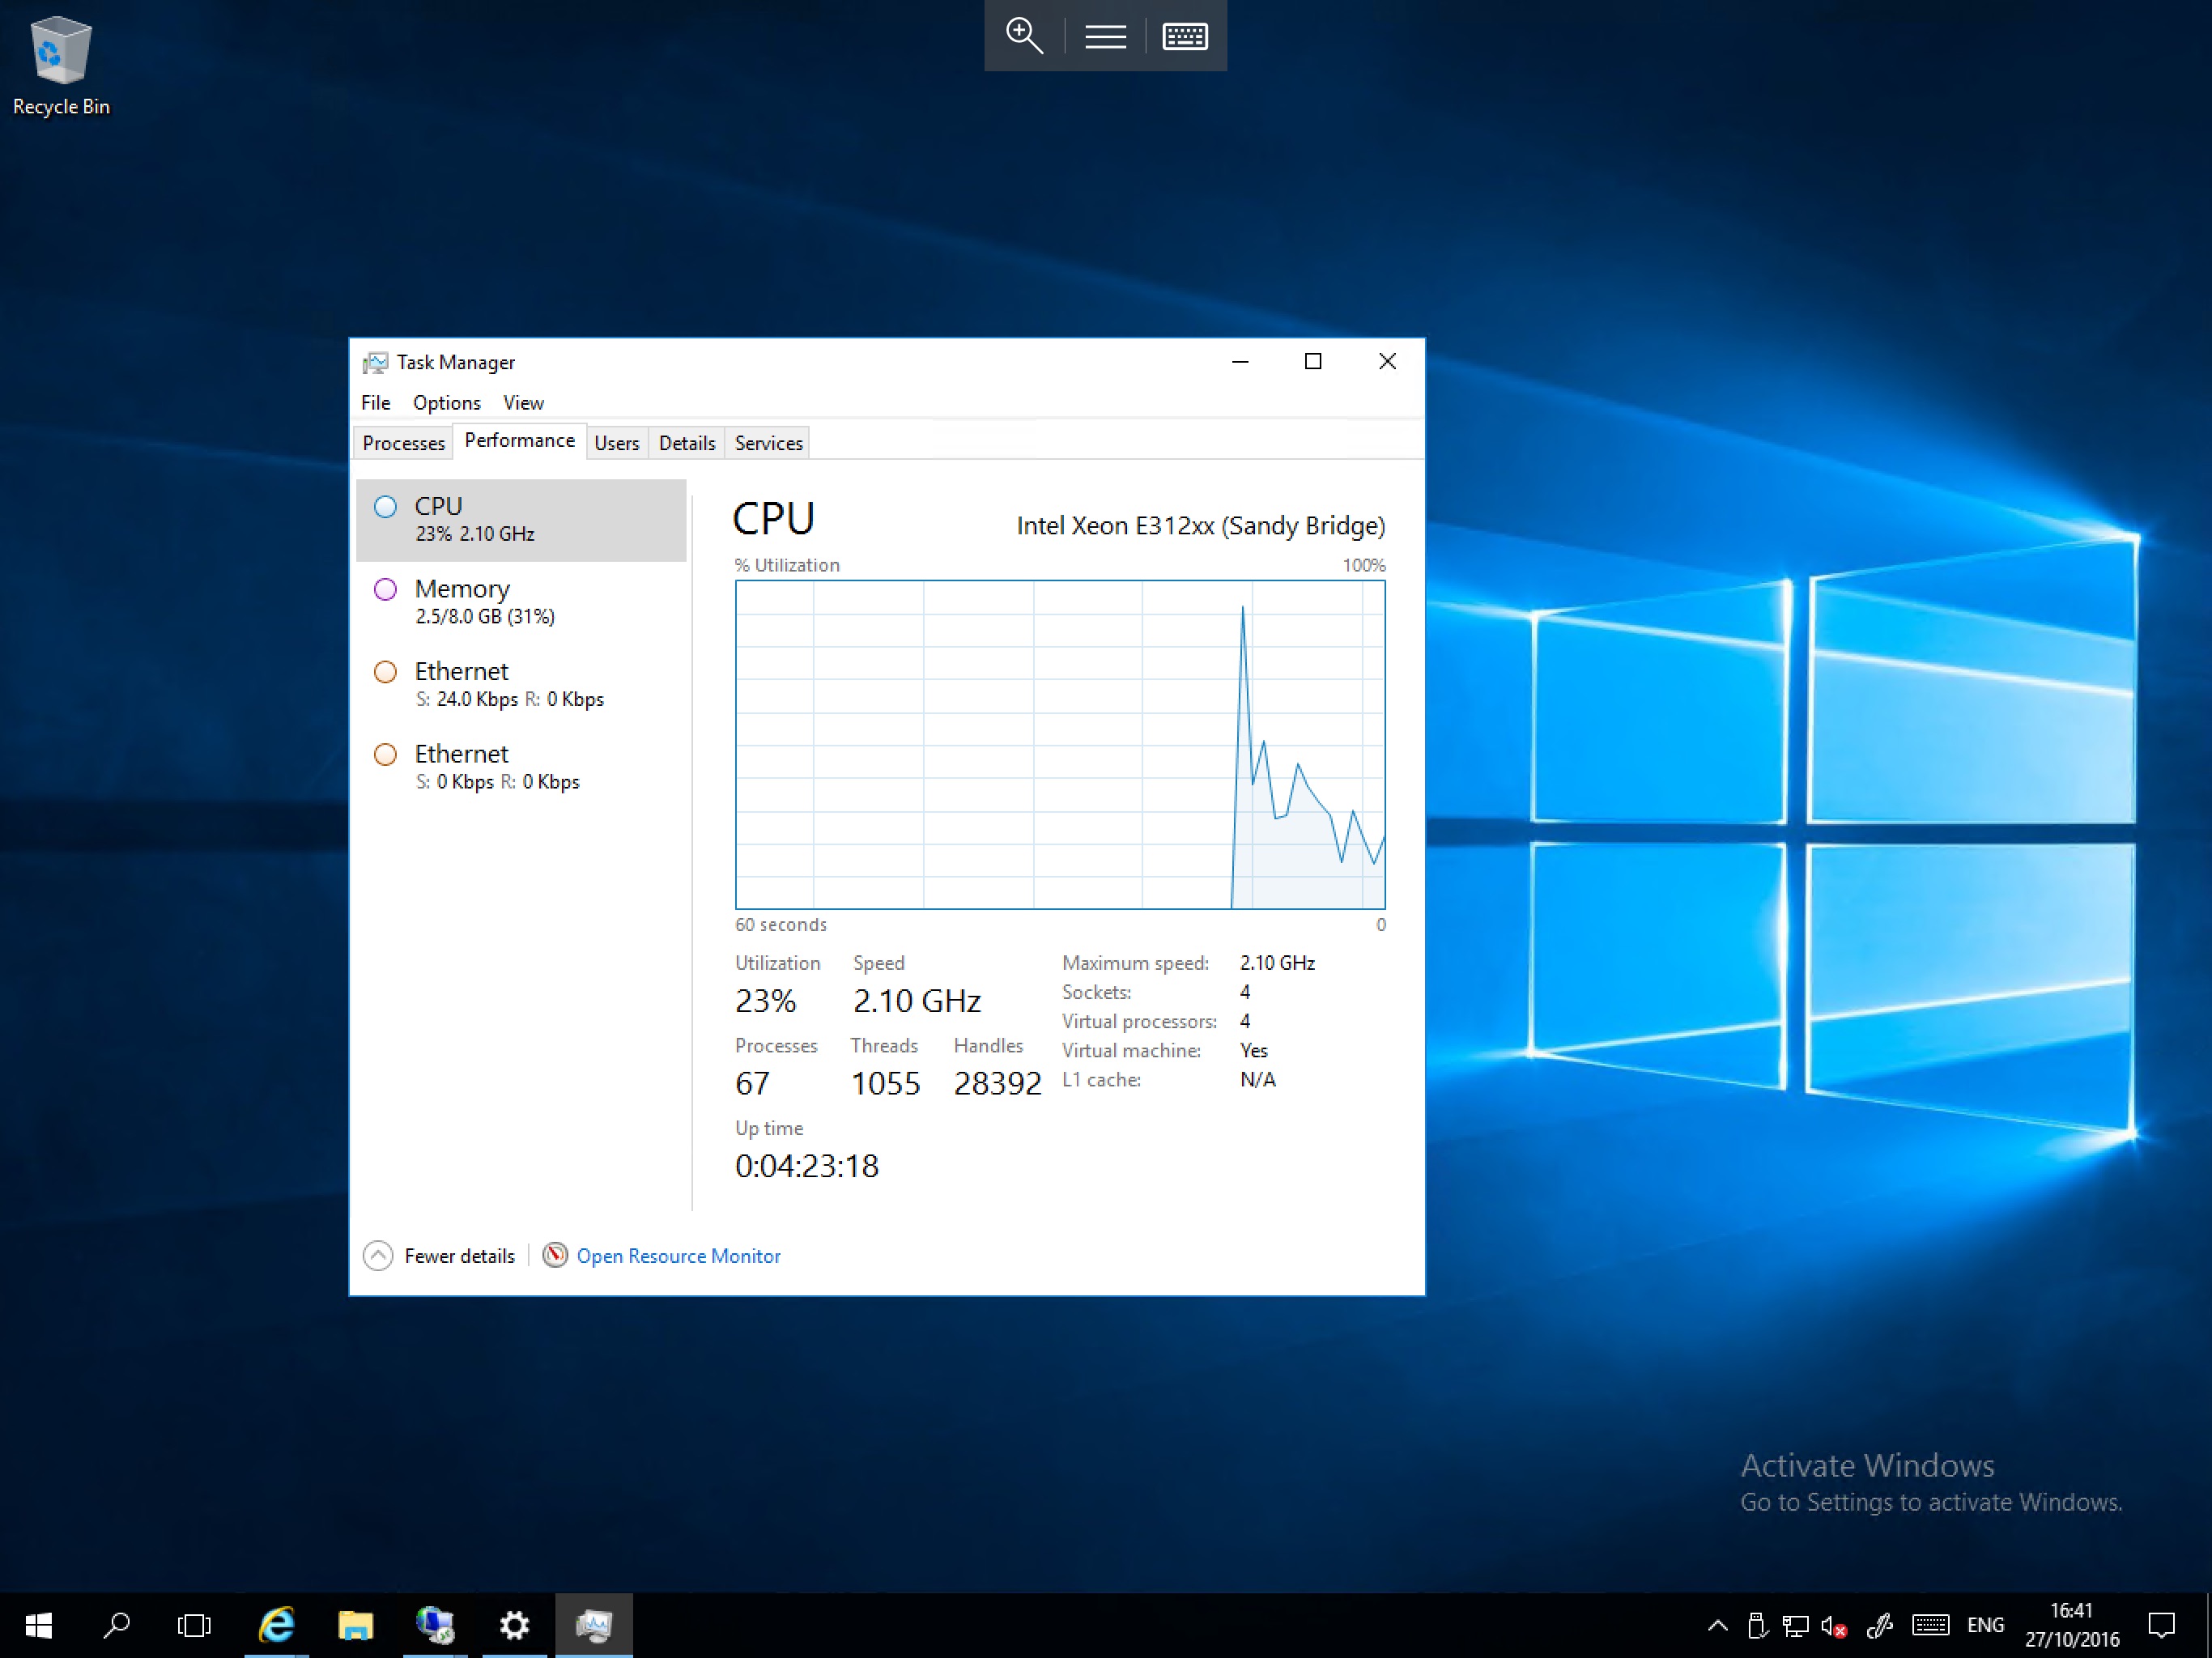 Recycle Bin
Task Manager
File Options View
Processes Performance Users Details Services
CPU
23% 2.10 GHz
Memory
2.5/8.0 GB (31%)
Ethernet
S: 24.0 Kbps R: 0 Kbps
Ethernet
S: 0 Kbps R: 0 Kbps
CPU Intel Xeon E312xx (Sandy Bridge)
% Utilization 100%
60 seconds 0
Utilization Speed
23% 2.10 GHz
Processes Threads Handles
67 1055 28392
Up time
0:04:23:18
Maximum speed: 2.10 GHz
Sockets: 4
Virtual processors: 4
Virtual machine: Yes
L1 cache: N/A
Fewer details Open Resource Monitor
Activate Windows
Go to Settings to activate Windows.
ENG
16:41
27/10/2016